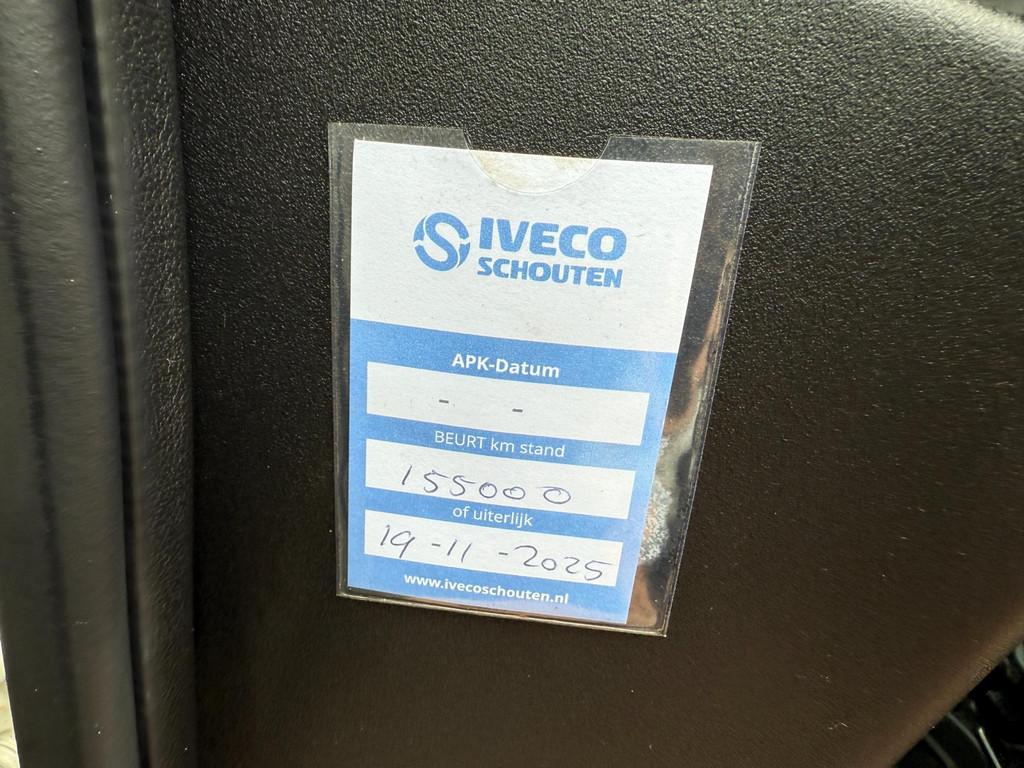 IVECO
SCHOUTEN
APK-Datum
- -
BEURT km stand
155000
of uiterlijk
19-11-2025
www.ivecoschouten.nl